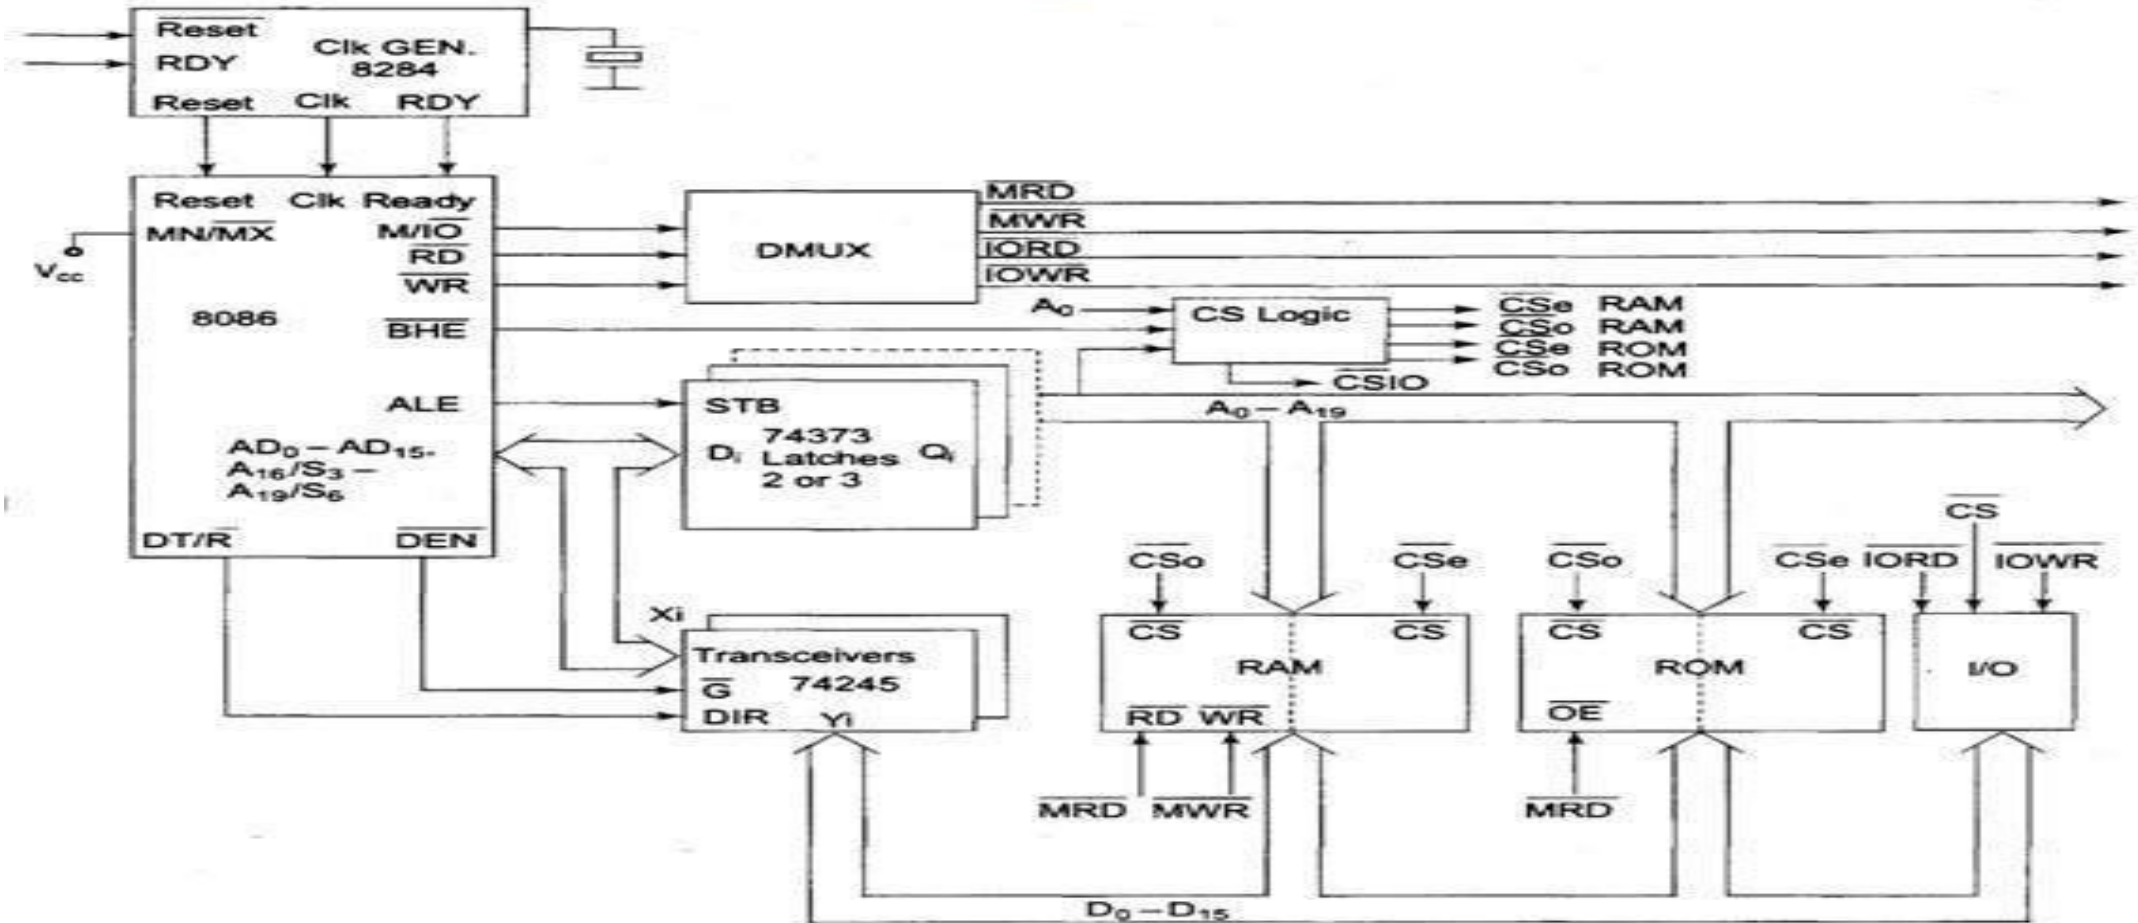 Reset
RDY
Clk GEN.
8284
Reset Clk RDY
Reset Clk Ready
MN/MX
M/IO
RD
WR
Vcc
8086
BHE
ALE
AD0 – AD15.
A16/S3 –
A19/S6
DT/R
DEN
DMUX
MRD
MWR
IORD
IOWR
A0
CS Logic
CSe RAM
CSo RAM
CSe ROM
CSo ROM
CSIO
STB
74373
Di Latches Qi
2 or 3
A0 – A19
Xi
Transceivers
74245
G
DIR Yi
CSo
CSe
CS
CS
RAM
RD WR
MRD MWR
CSo
CSe
CS
CS
ROM
OE
MRD
CS
IORD
IOWR
I/O
D0 – D15